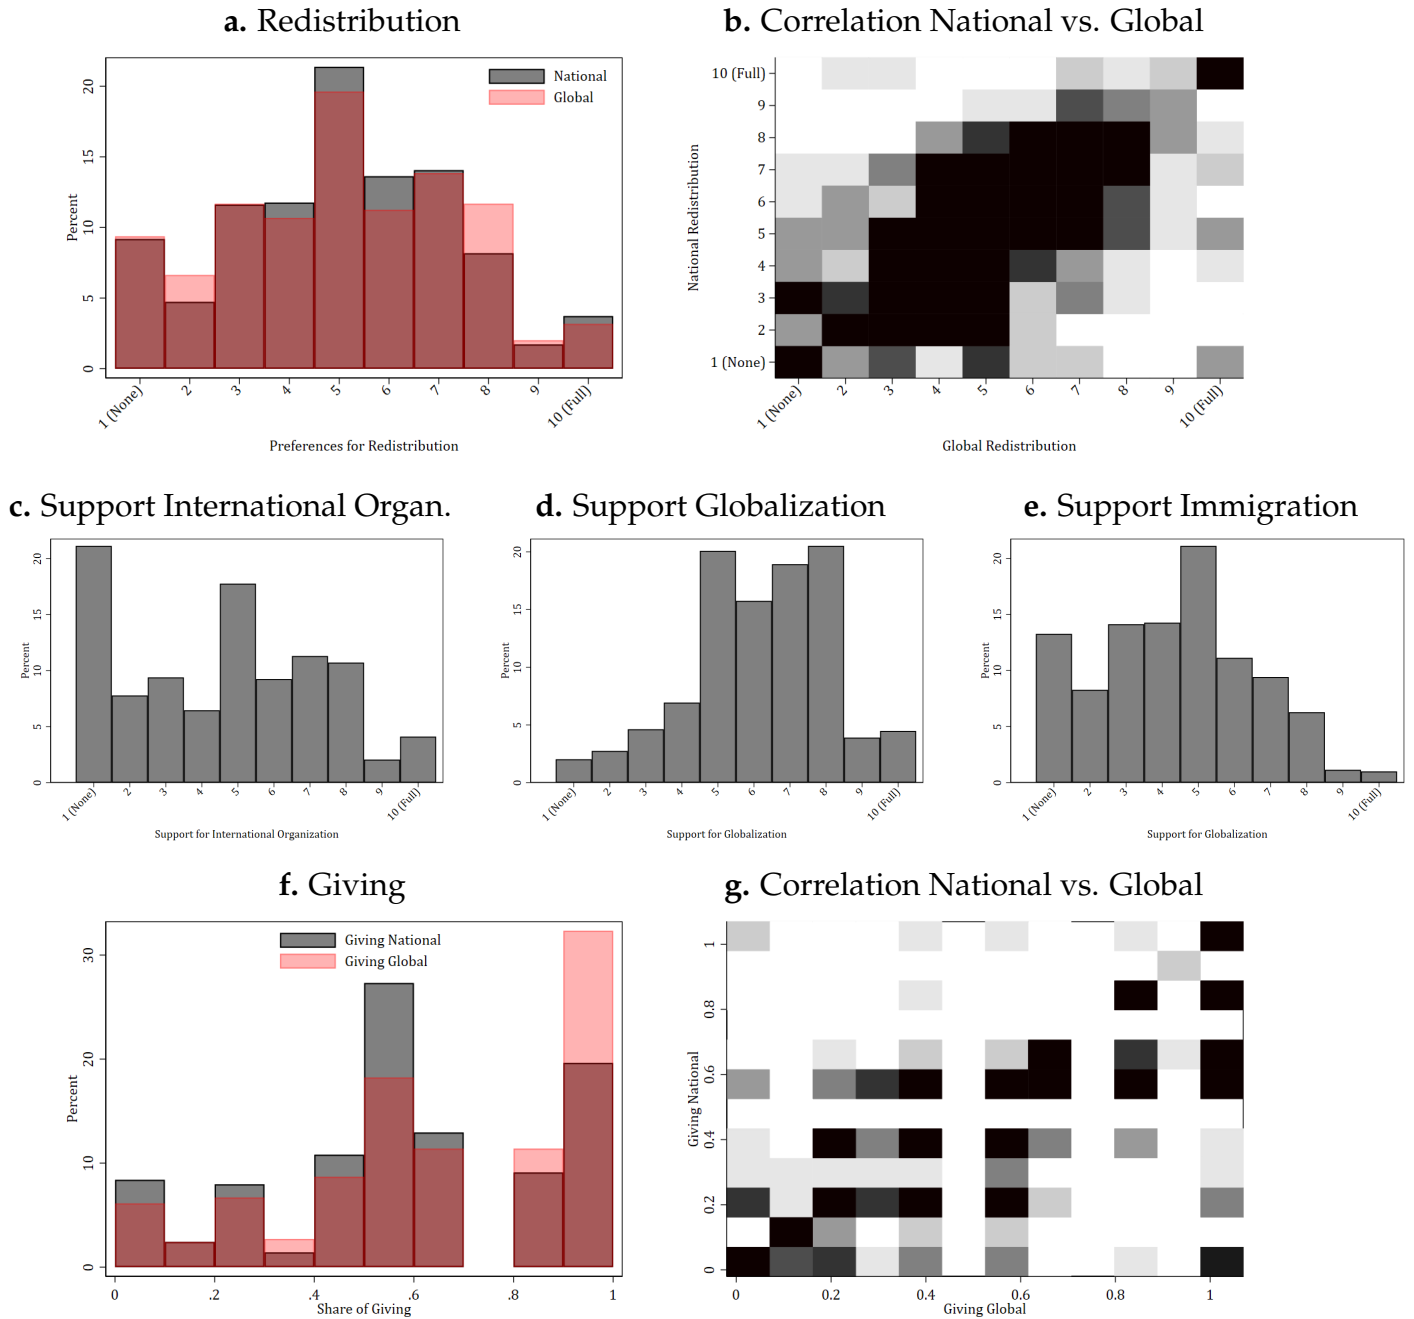 a. Redistribution
National
Global
Percent
0
5
10
15
20
1 (None)
2
3
4
5
6
7
8
9
10 (Full)
Preferences for Redistribution
b. Correlation National vs. Global
National Redistribution
10 (Full)
9
8
7
6
5
4
3
2
1 (None)
1 (None)
2
3
4
5
6
7
8
9
10 (Full)
Global Redistribution
c. Support International Organ.
Percent
0
5
10
15
20
1 (None)
2
3
4
5
6
7
8
9
10 (Full)
Support for International Organization
d. Support Globalization
Percent
0
5
10
15
20
1 (None)
2
3
4
5
6
7
8
9
10 (Full)
Support for Globalization
e. Support Immigration
Percent
0
5
10
15
20
1 (None)
2
3
4
5
6
7
8
9
10 (Full)
Support for Globalization
f. Giving
Giving National
Giving Global
Percent
0
10
20
30
0
.2
.4
.6
.8
1
Share of Giving
g. Correlation National vs. Global
Giving National
1
0.8
0.6
0.4
0.2
0
0
0.2
0.4
0.6
0.8
1
Giving Global